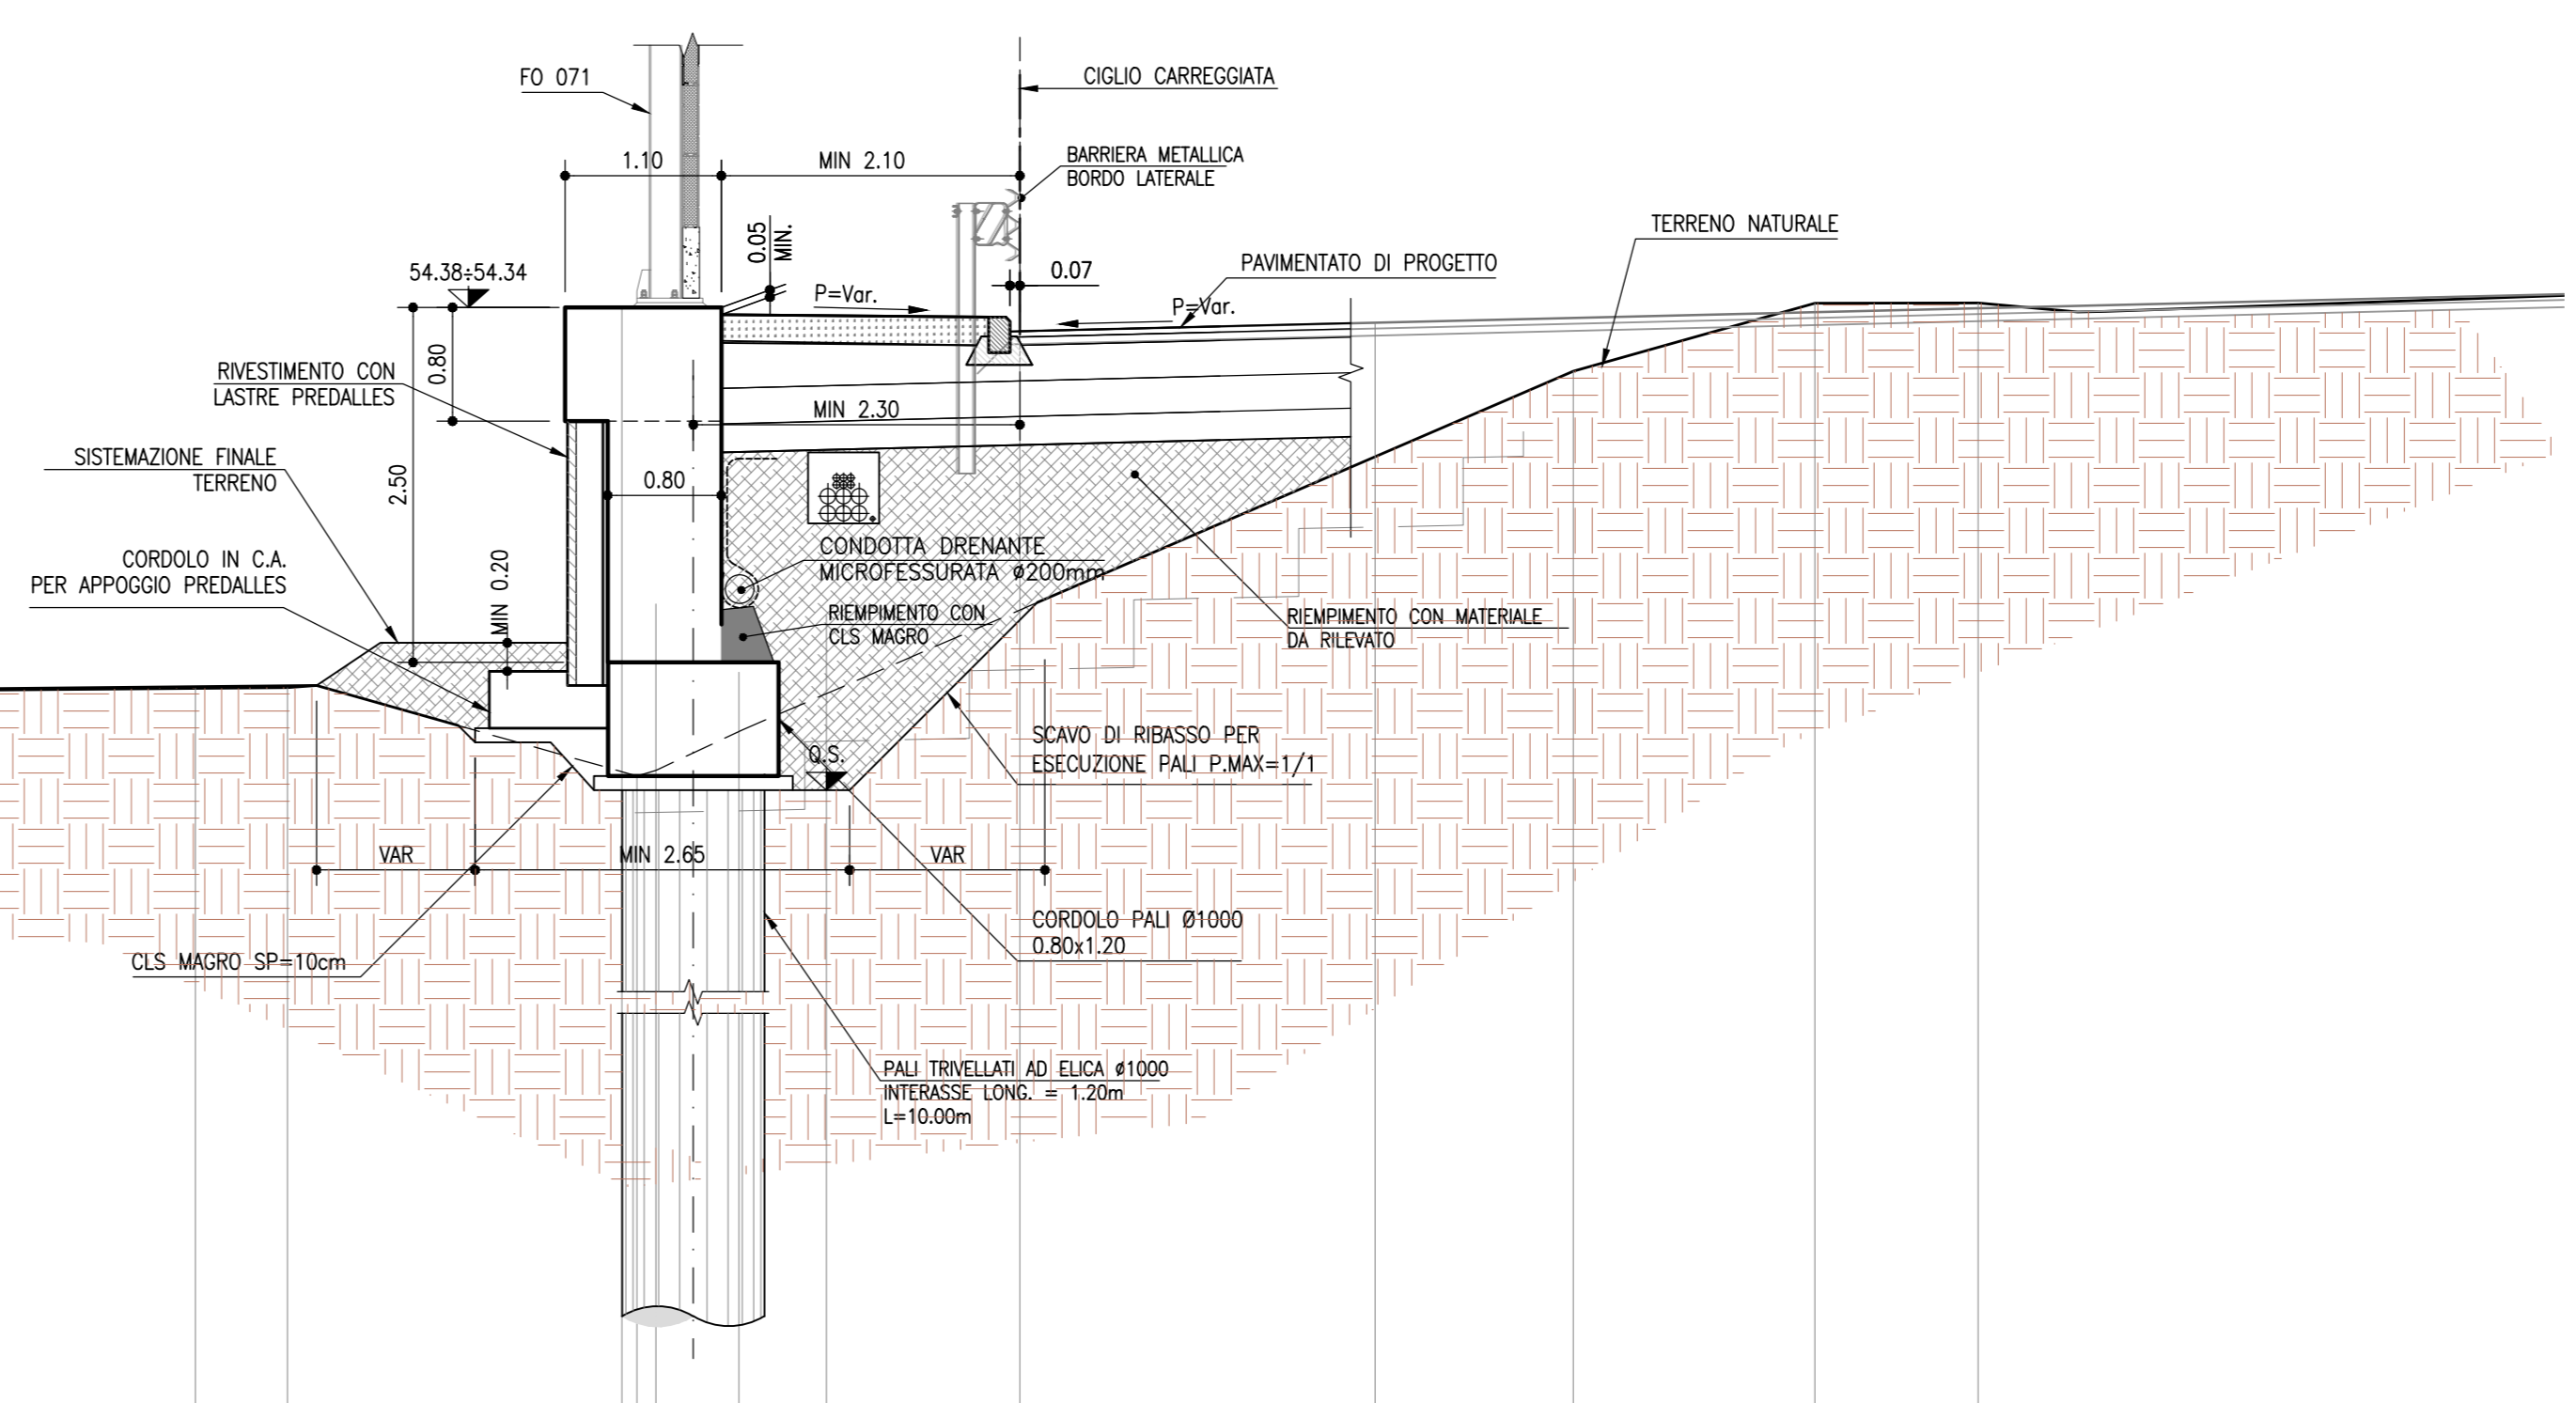 FO 071
CIGLIO CARREGGIATA
1.10
MIN 2.10
BARRIERA METALLICA
BORDO LATERALE
TERRENO NATURALE
0.05
MIN.
54.38÷54.34
0.07
PAVIMENTATO DI PROGETTO
P=Var.
P=Var.
0.80
RIVESTIMENTO CON
LASTRE PREDALLES
MIN 2.30
SISTEMAZIONE FINALE
TERRENO
2.50
0.80
CONDOTTA DRENANTE
MICROFESSURATA ø200mm
CORDOLO IN C.A.
PER APPOGGIO PREDALLES
MIN 0.20
RIEMPIMENTO CON
CLS MAGRO
RIEMPIMENTO CON MATERIALE
DA RILEVATO
SCAVO DI RIBASSO PER
ESECUZIONE PALI P.MAX=1/1
Q.S.
VAR
MIN 2.65
VAR
CORDOLO PALI Ø1000
0.80x1.20
CLS MAGRO SP=10cm
PALI TRIVELLATI AD ELICA ø1000
INTERASSE LONG. = 1.20m
L=10.00m